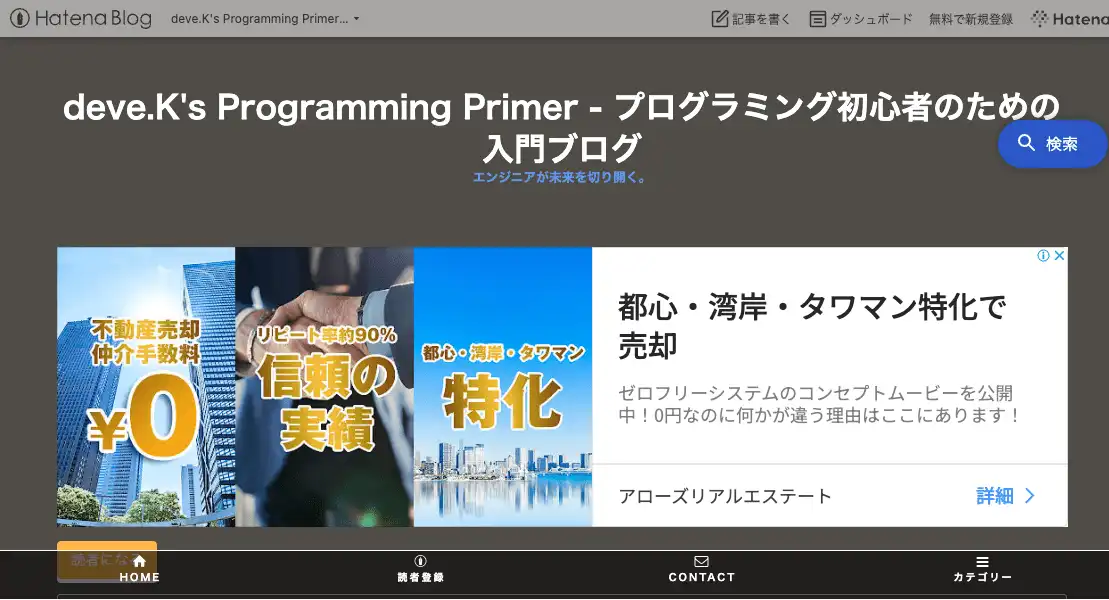 Hatena Blog
deve.K's Programming Primer...
記事を書く
ダッシュボード
無料で新規登録
Hatena
deve.K's Programming Primer - プログラミング初心者のための
入門ブログ
エンジニアが未来を切り開く。
検索
不動産売却
仲介手数料
¥0
リピート率約90%
信頼の
実績
都心・湾岸・タワマン
特化
都心・湾岸・タワマン特化で
売却
ゼロフリーシステムのコンセプトムービーを公開
中！0円なのに何かが違う理由はここにあります！
アローズリアルエステート
詳細
読者にな
HOME
読者登録
CONTACT
カテゴリー